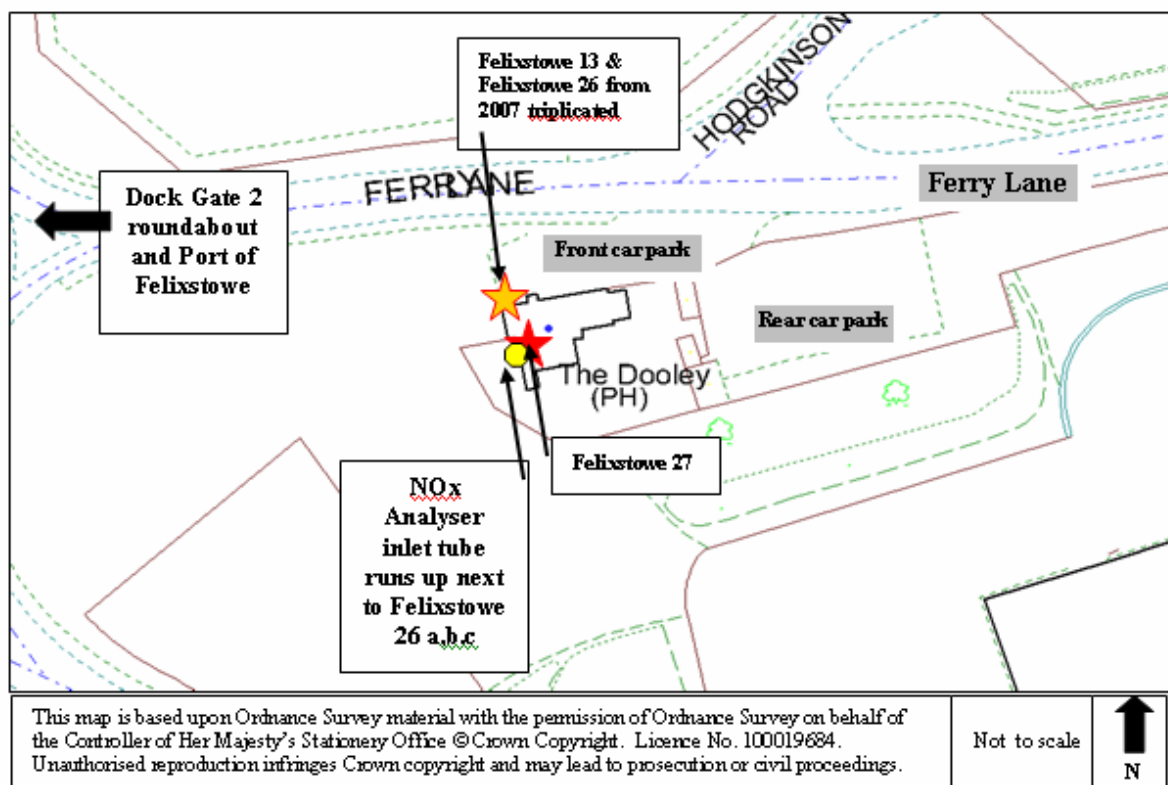 Felixstowe 13 &
Felixstowe 26 from
2007 triplicated
HODGKINSON
ROAD
Dock Gate 2
roundabout
and Port of
Felixstowe
FERRY LANE
Ferry Lane
Front car park
Rear car park
The Dooley
(PH)
Felixstowe 27
NOx
Analyser
inlet tube
runs up next
to Felixstowe
26 a,b,c
This map is based upon Ordnance Survey material with the permission of Ordnance Survey on behalf of
the Controller of Her Majesty's Stationery Office © Crown Copyright. Licence No. 100019684.
Unauthorised reproduction infringes Crown copyright and may lead to prosecution or civil proceedings.
Not to scale
N